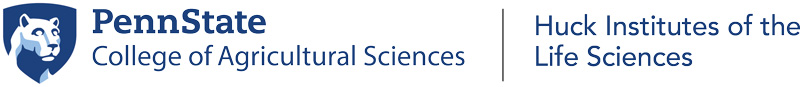 PennState
College of Agricultural Sciences
Huck Institutes of the
Life Sciences